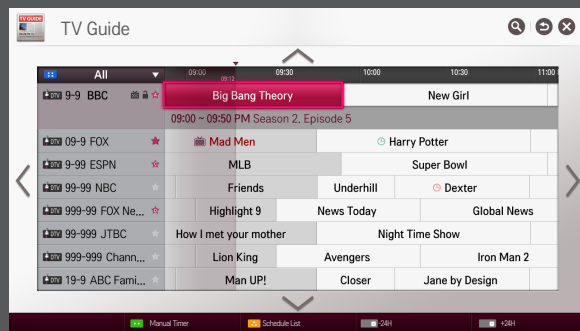 TV GUIDE
TV Guide
All 09:00 09:12 09:30 10:00 10:30 11:00
DTV 9-9 BBC Big Bang Theory New Girl
09:00 ~ 09:50 PM Season 2, Episode 5
DTV 09-9 FOX Mad Men Harry Potter
DTV 9-99 ESPN MLB Super Bowl
DTV 99-99 NBC Friends Underhill Dexter
DTV 999-99 FOX Ne... Highlight 9 News Today Global News
DTV 99-999 JTBC How I met your mother Night Time Show
DTV 999-999 Chann... Lion King Avengers Iron Man 2
DTV 19-9 ABC Fami... Man UP! Closer Jane by Design
Manual Timer Schedule List -24H +24H